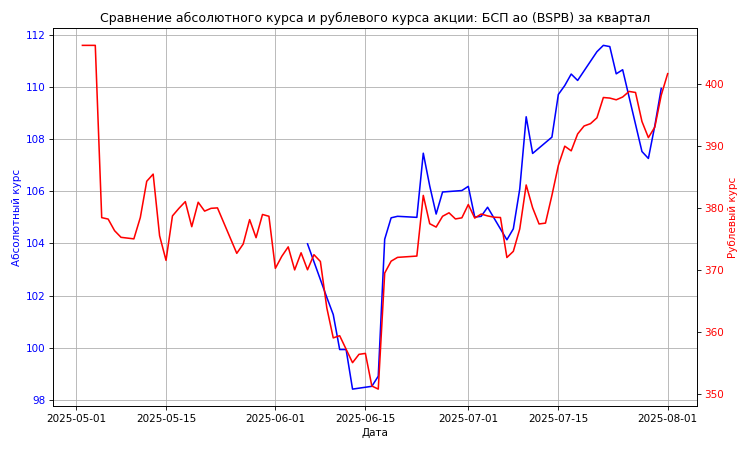 Сравнение абсолютного курса и рублевого курса акции: БСП ао (BSPB) за квартал
112
110
108
106
104
102
100
98
Абсолютный курс
400
390
380
370
360
350
Рублевый курс
2025-05-01 2025-05-15 2025-06-01 2025-06-15 2025-07-01 2025-07-15 2025-08-01
Дата